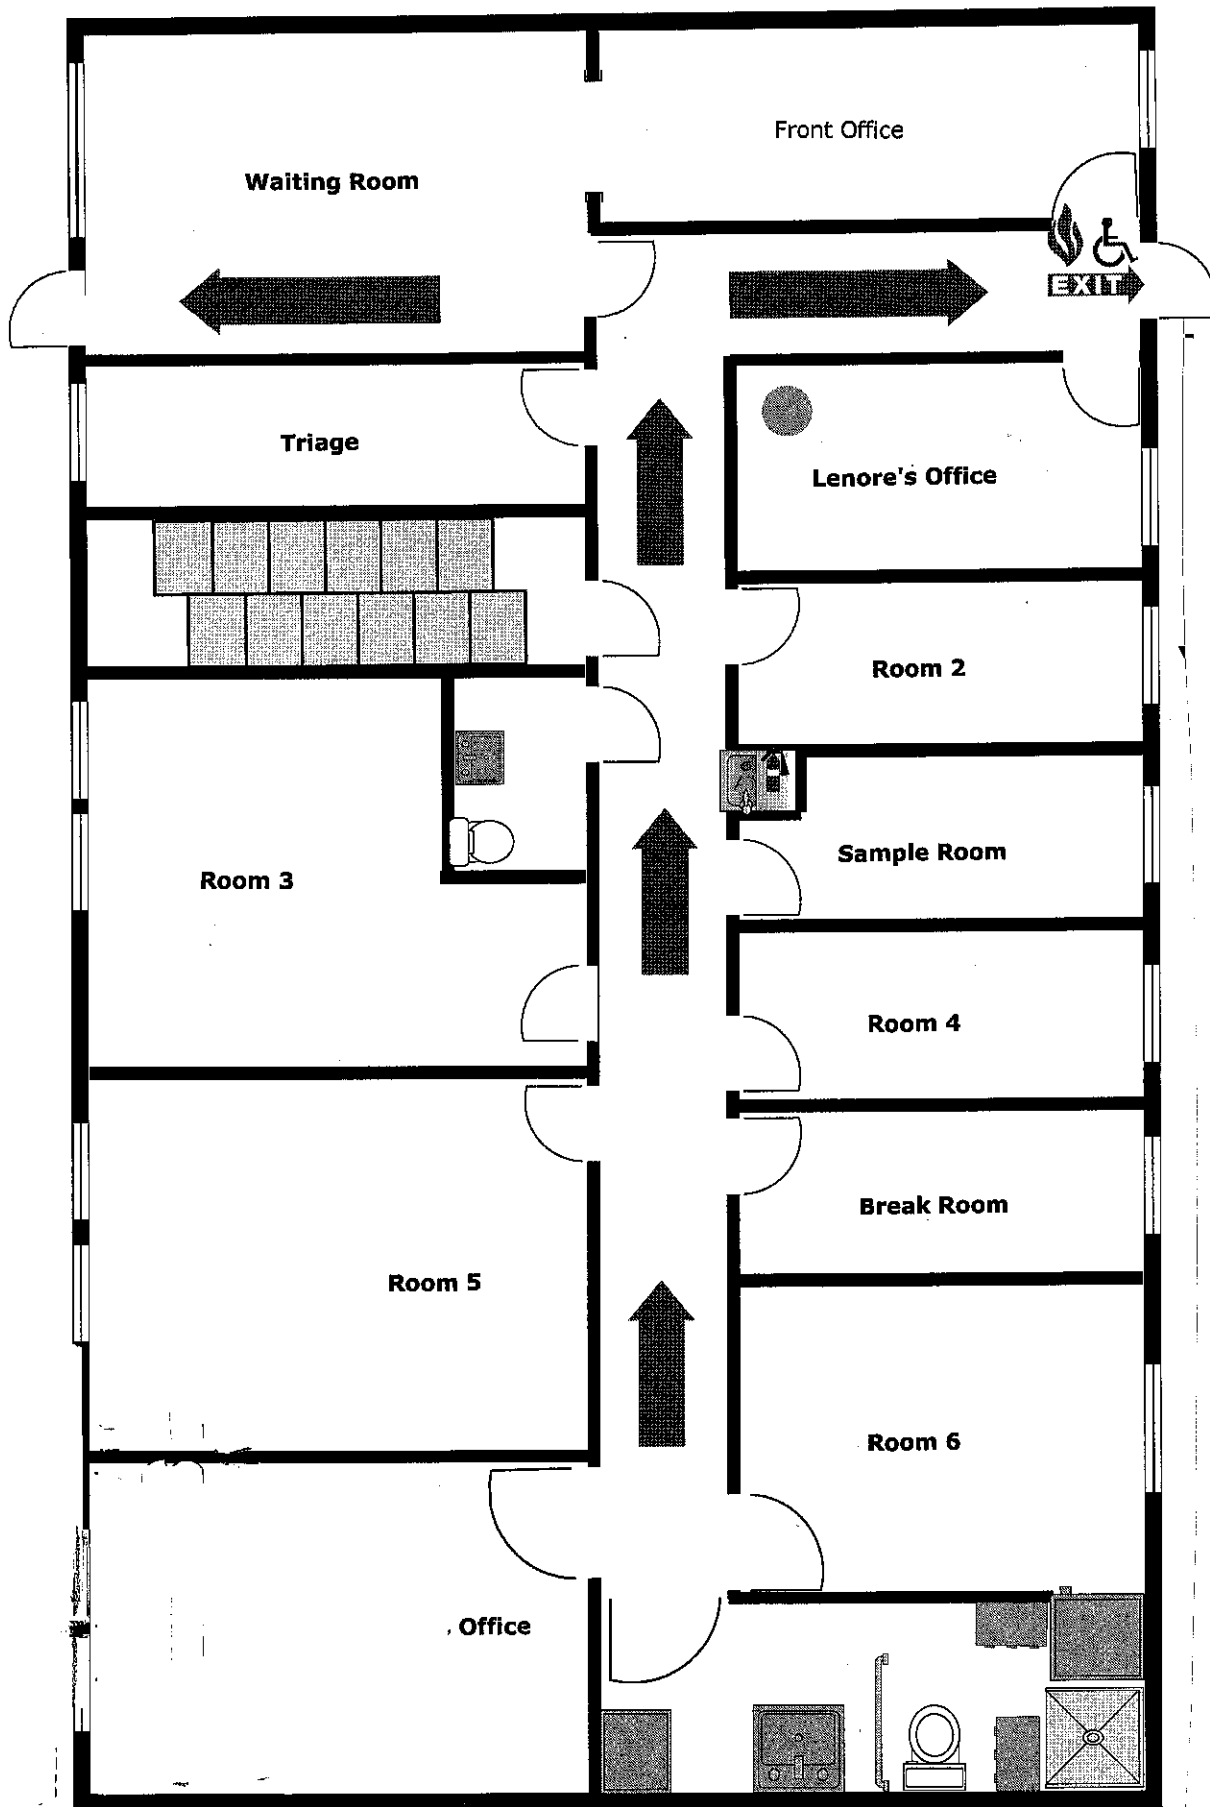 Front Office
Waiting Room
EXIT
Triage
Lenore's Office
Room 2
Sample Room
Room 3
Room 4
Break Room
Room 5
Room 6
Office